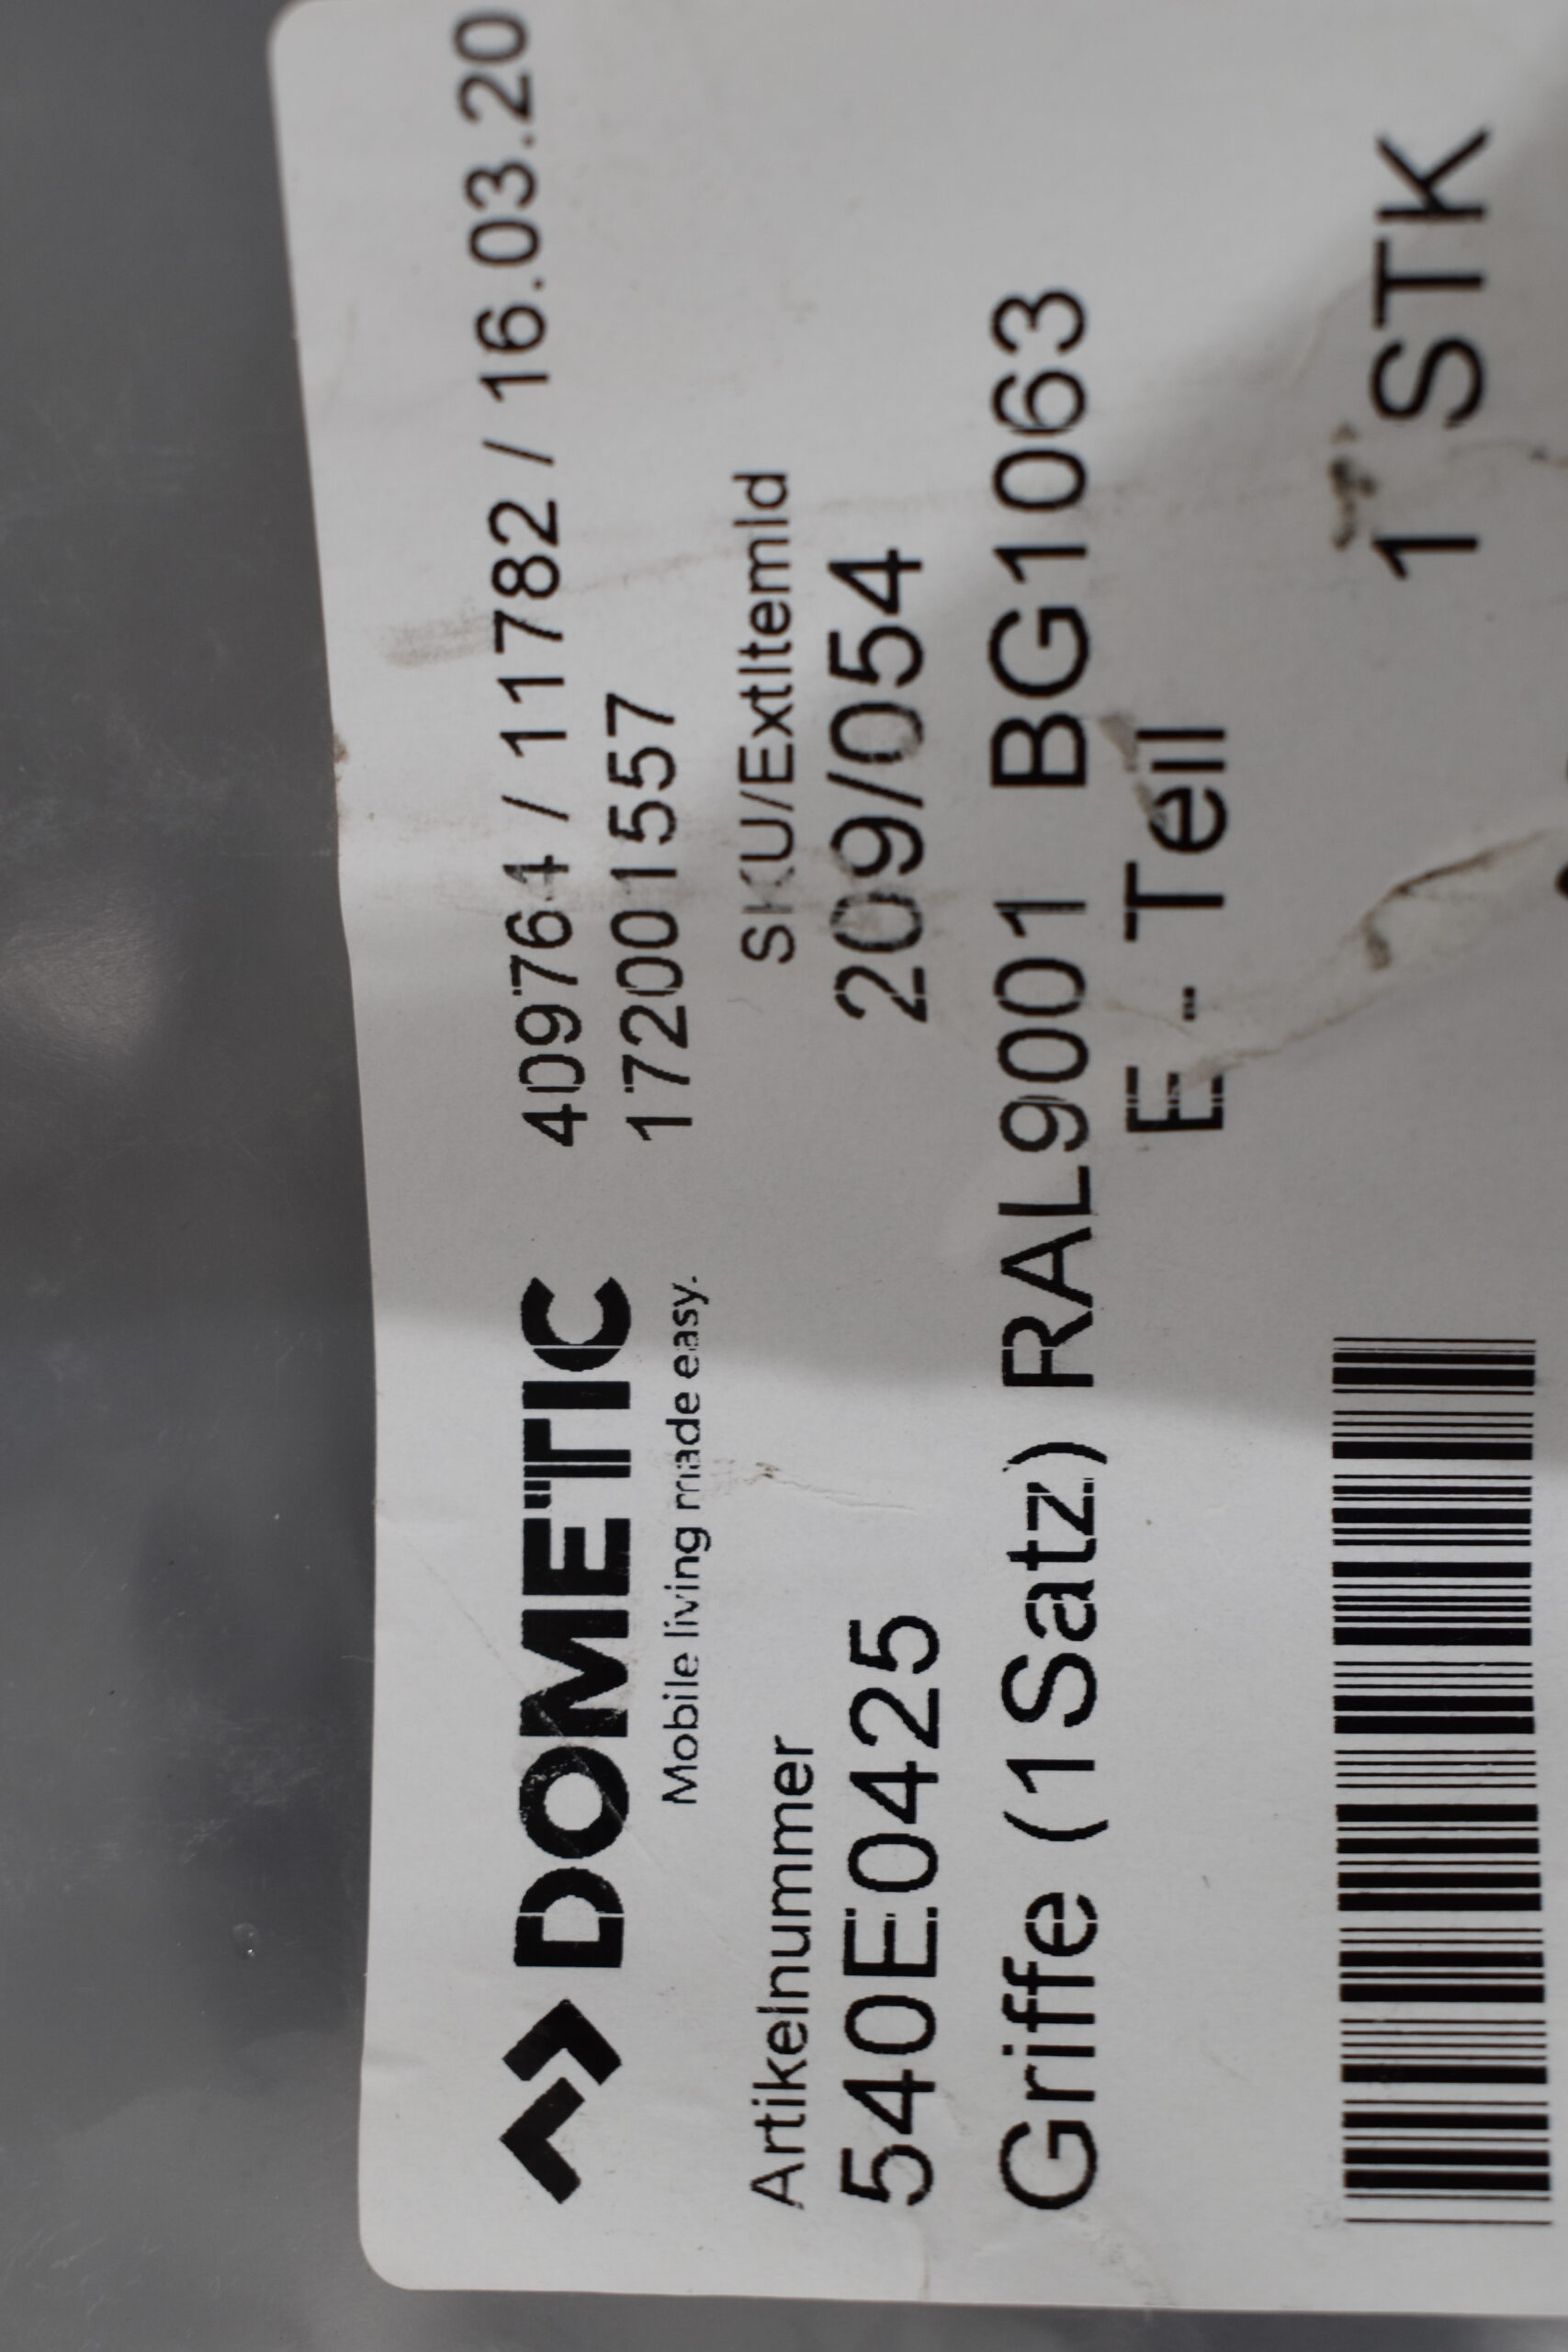 DOMETIC
Mobile living made easy.
409764 / 11782 / 16.03.20
172001557
Artikelnummer
SKU/ExtItemId
540E0425
209/054
Griffe (1Satz) RAL9001 BG1063
E - Teil
1 STK